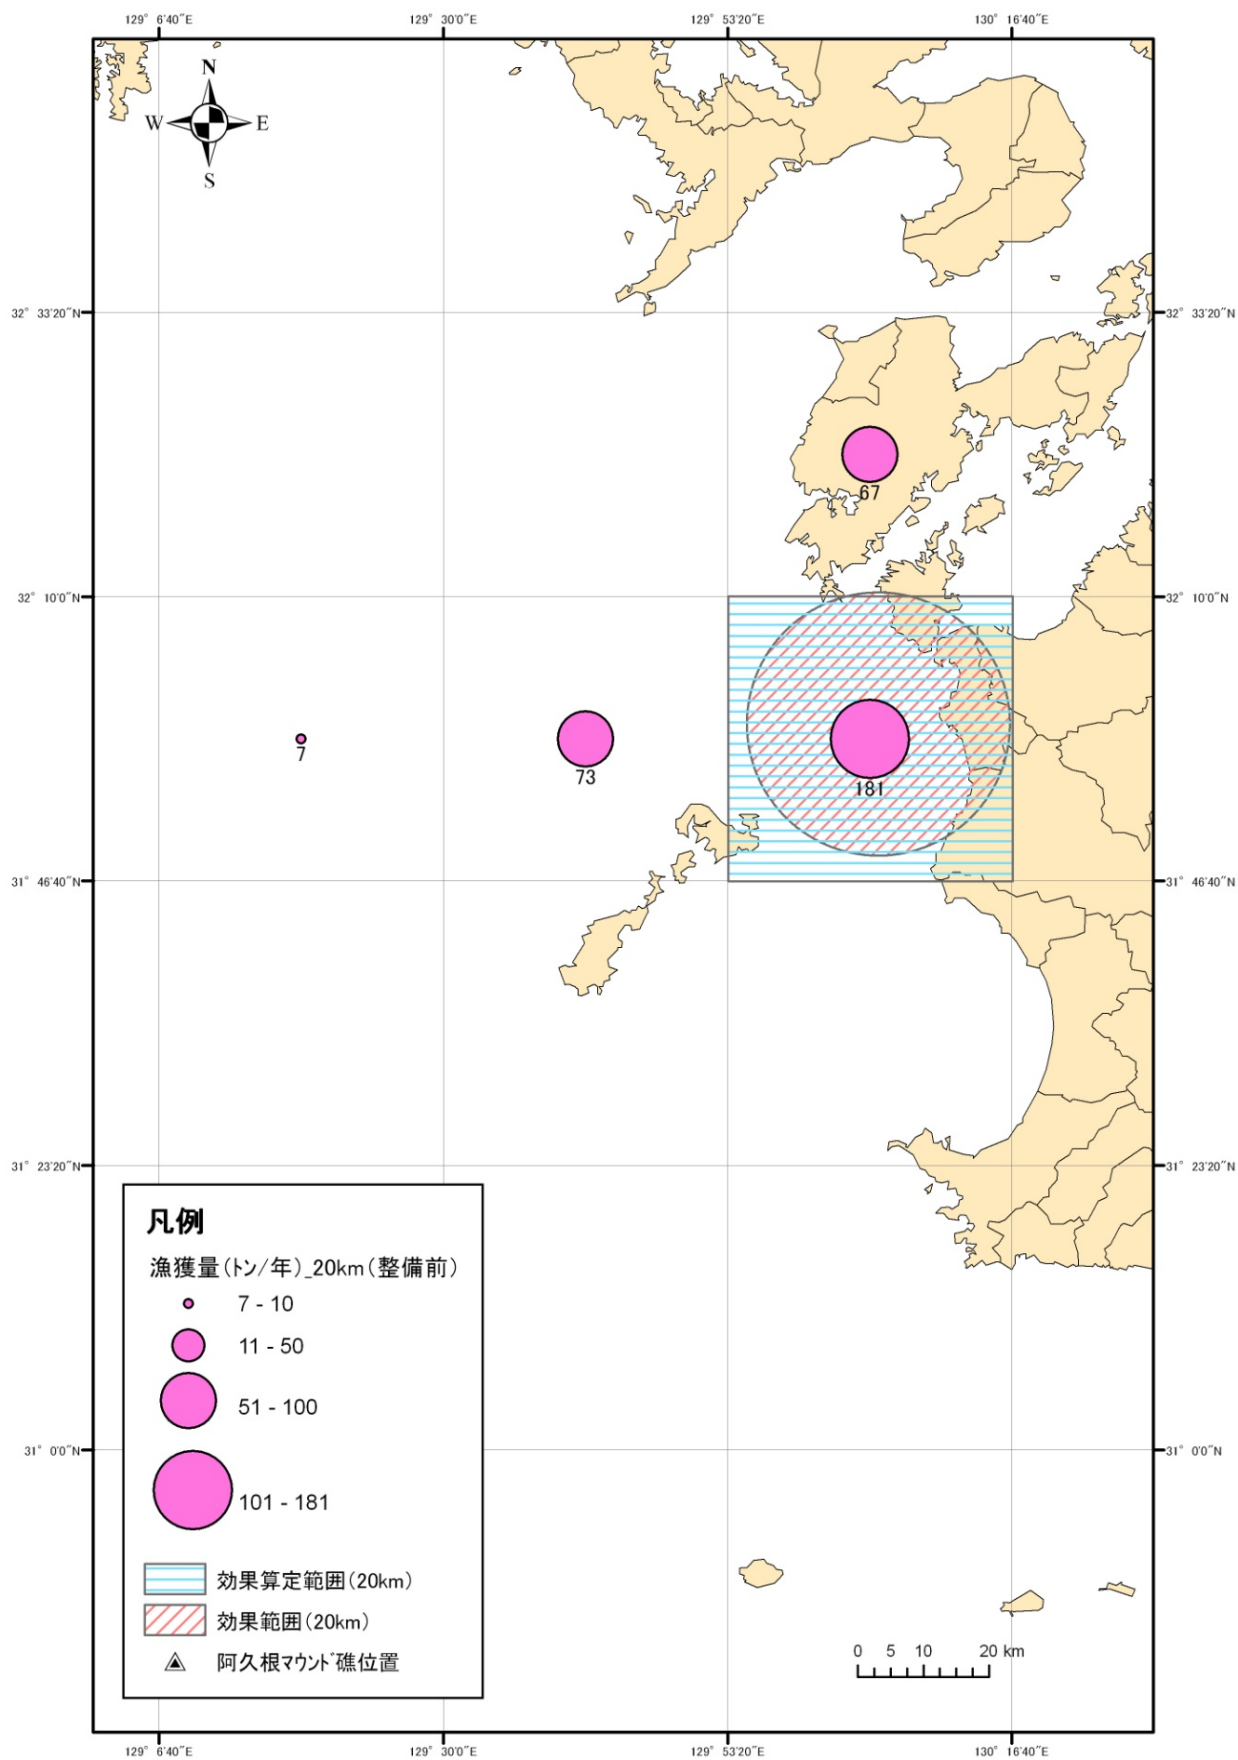 129° 6'40"E
129° 30'0"E
129° 53'20"E
130° 16'40"E
N
W
E
S
32° 33'20"N
32° 33'20"N
67
32° 10'0"N
32° 10'0"N
7
73
181
31° 46'40"N
31° 46'40"N
31° 23'20"N
31° 23'20"N
凡例
漁獲量(トン/年)_20km(整備前)
7 - 10
11 - 50
51 - 100
101 - 181
効果算定範囲(20km)
効果範囲(20km)
阿久根マウンド礁位置
31° 0'0"N
31° 0'0"N
0 5 10 20 km
129° 6'40"E
129° 30'0"E
129° 53'20"E
130° 16'40"E